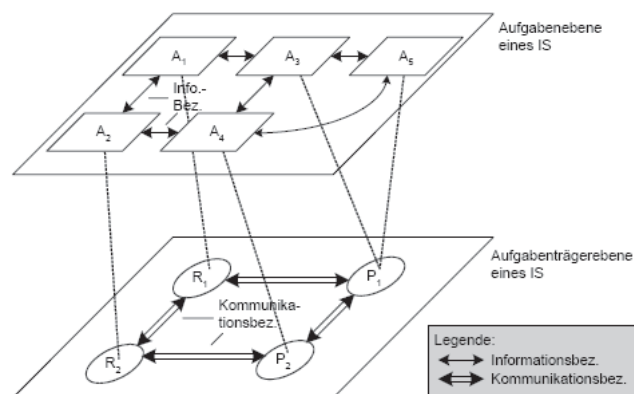 Aufgabenebene
eines IS
A1
A3
A5
Info.-
Bez.
A2
A4
Aufgabenträgerebene
eines IS
R1
P1
Kommunika-
tionsbez.
R2
P2
Legende:
Informationsbez.
Kommunikationsbez.